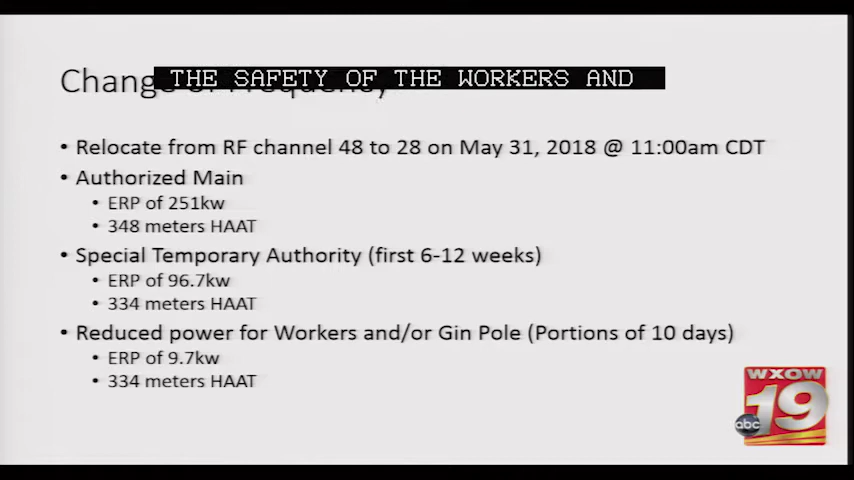 THE SAFETY OF THE WORKERS AND
Change of Frequency
• Relocate from RF channel 48 to 28 on May 31, 2018 @ 11:00am CDT
• Authorized Main
• ERP of 251kw
• 348 meters HAAT
• Special Temporary Authority (first 6-12 weeks)
• ERP of 96.7kw
• 334 meters HAAT
• Reduced power for Workers and/or Gin Pole (Portions of 10 days)
• ERP of 9.7kw
• 334 meters HAAT
WXOW
19
abc